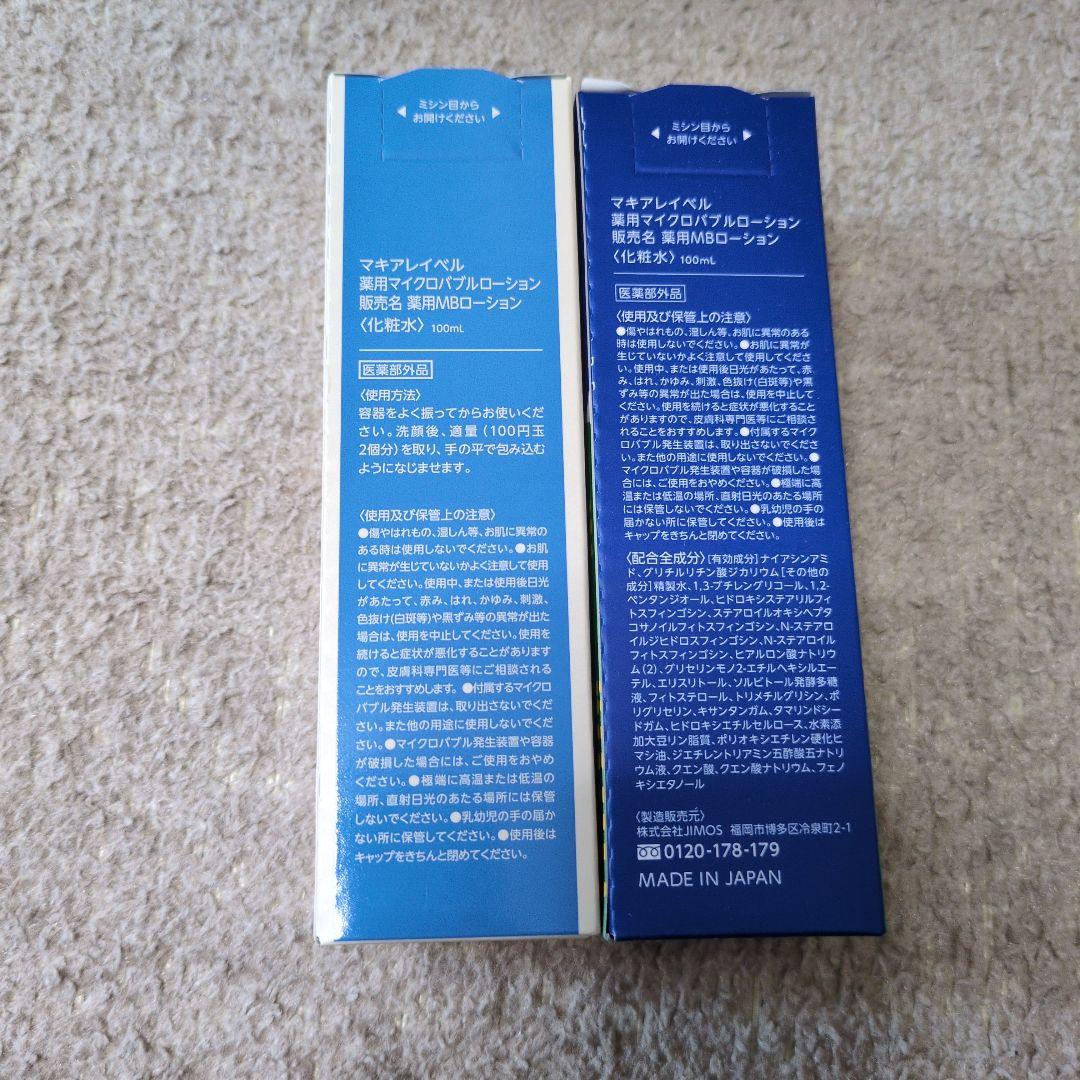 ミシン目から
お開けください
マキアレイベル
薬用マイクロバブルローション
販売名 薬用MBローション
〈化粧水〉 100mL
医薬部外品
〈使用方法〉
容器をよく振ってからお使いくだ
さい。洗顔後、適量（100円玉
2個分）を取り、手の平で包み込む
ようになじませます。
〈使用及び保管上の注意〉
●傷やはれもの、湿しん等、お肌に異常の
ある時は使用しないでください。●お肌
に異常が生じていないかよく注意して使用
してください。使用中、または使用後日光
があたって、赤み、はれ、かゆみ、刺激、
色抜け(白斑等)や黒ずみ等の異常が出た
場合は、使用を中止してください。使用を
続けると症状が悪化することがあります
ので、皮膚科専門医等にご相談される
ことをおすすめします。●付属するマイクロ
バブル発生装置は、取り出さないでくだ
さい。また他の用途に使用しないでくだ
さい。●マイクロバブル発生装置や容器
が破損した場合には、ご使用をおやめ
ください。●極端に高温または低温の
場所、直射日光のあたる場所には保管
しないでください。●乳幼児の手の届か
ない所に保管してください。●使用後は
キャップをきちんと閉めてください。
ミシン目から
お開けください
マキアレイベル
薬用マイクロバブルローション
販売名 薬用MBローション
〈化粧水〉 100mL
医薬部外品
〈使用及び保管上の注意〉
●傷やはれもの、湿しん等、お肌に異常のある
時は使用しないでください。●お肌に異常が
生じていないかよく注意して使用してくださ
い。使用中、または使用後日光があたって、赤
み、はれ、かゆみ、刺激、色抜け(白斑等)や黒
ずみ等の異常が出た場合は、使用を中止して
ください。使用を続けると症状が悪化すること
がありますので、皮膚科専門医等にご相談さ
れることをおすすめします。●付属するマイク
ロバブル発生装置は、取り出さないでくださ
い。また他の用途に使用しないでください。●
マイクロバブル発生装置や容器が破損した場
合には、ご使用をおやめください。●極端に高
温または低温の場所、直射日光のあたる場所
には保管しないでください。●乳幼児の手の
届かない所に保管してください。●使用後は
キャップをきちんと閉めてください。
〈配合全成分〉［有効成分］ナイアシンアミ
ド、グリチルリチン酸ジカリウム［その他の
成分］精製水、1,3-ブチレングリコール、1,2-
ペンタンジオール、ヒドロキシステアリルフィ
トスフィンゴシン、ステアロイルオキシヘプタ
コサノイルフィトスフィンゴシン、N-ステアロ
イルジヒドロスフィンゴシン、N-ステアロイル
フィトスフィンゴシン、ヒアルロン酸ナトリウ
ム(2)、グリセリンモノ2-エチルヘキシルエー
テル、エリスリトール、ソルビトール発酵多糖
液、フィトステロール、トリメチルグリシン、ポ
リグリセリン、キサンタンガム、タマリンドシー
ドガム、ヒドロキシエチルセルロース、水素添
加大豆リン脂質、ポリオキシエチレン硬化ヒ
マシ油、ジエチレントリアミン五酢酸五ナトリ
ウム液、クエン酸、クエン酸ナトリウム、フェノ
キシエタノール
〈製造販売元〉
株式会社JIMOS 福岡市博多区冷泉町2-1
0120-178-179
MADE IN JAPAN